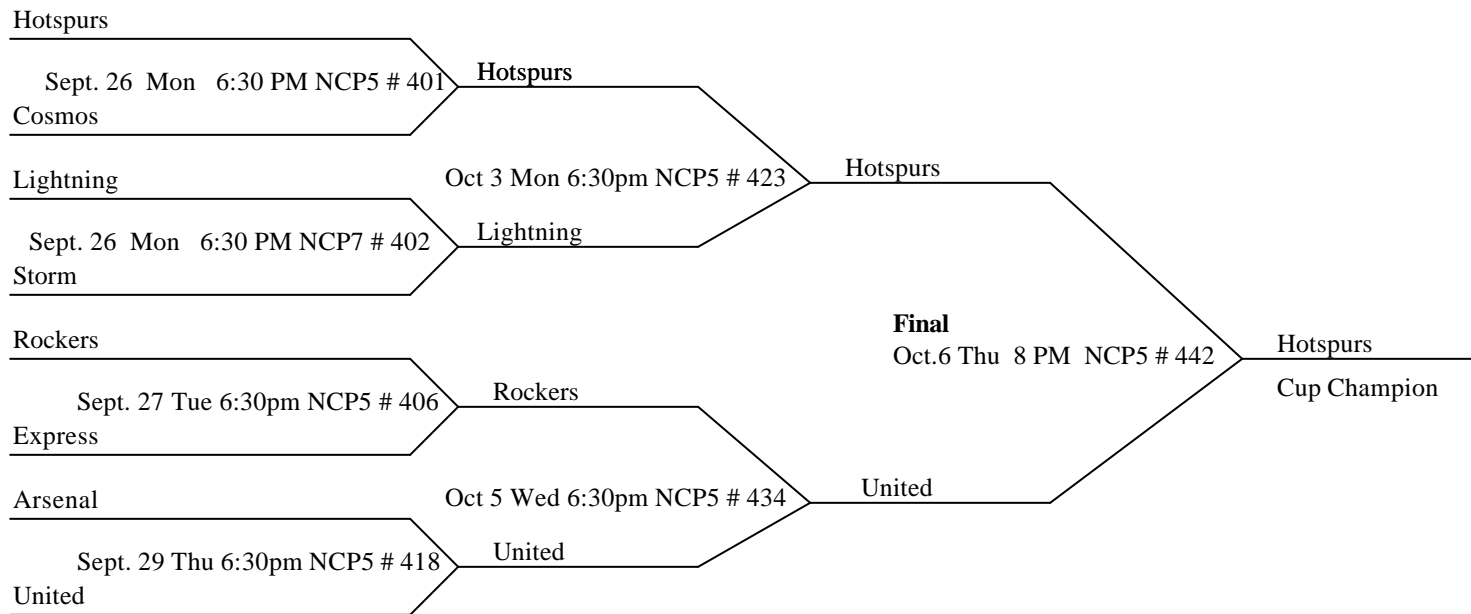 Hotspurs
Sept. 26 Mon 6:30 PM NCP5 # 401
Hotspurs
Cosmos
Lightning
Oct 3 Mon 6:30pm NCP5 # 423
Hotspurs
Sept. 26 Mon 6:30 PM NCP7 # 402
Lightning
Storm
Rockers
Final
Oct.6 Thu 8 PM NCP5 # 442
Hotspurs
Cup Champion
Sept. 27 Tue 6:30pm NCP5 # 406
Rockers
Express
Arsenal
Oct 5 Wed 6:30pm NCP5 # 434
United
Sept. 29 Thu 6:30pm NCP5 # 418
United
United